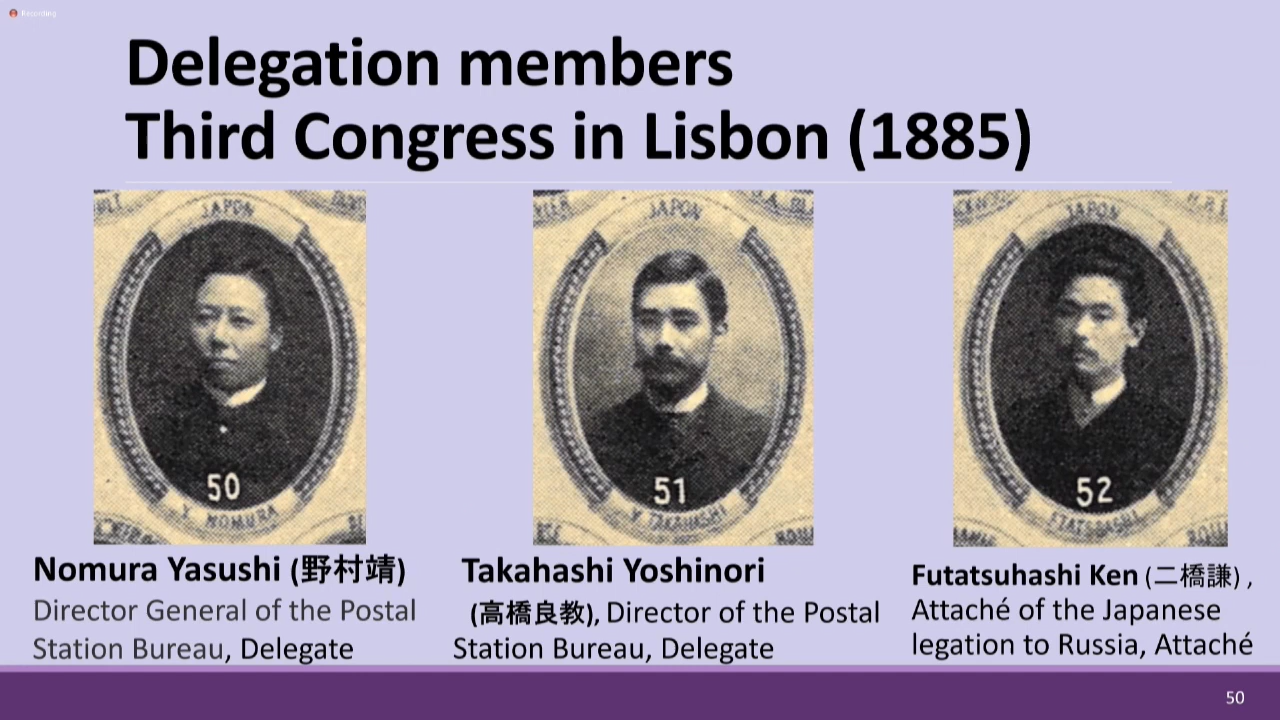 Recording
Delegation members
Third Congress in Lisbon (1885)
JAPON
50
Y. NOMURA
JAPON
51
Y. TAKAHASHI
JAPON
52
Nomura Yasushi (野村靖)
Director General of the Postal
Station Bureau, Delegate
Takahashi Yoshinori
(高橋良教), Director of the Postal
Station Bureau, Delegate
Futatsuhashi Ken (二橋謙) ,
Attaché of the Japanese
legation to Russia, Attaché
50